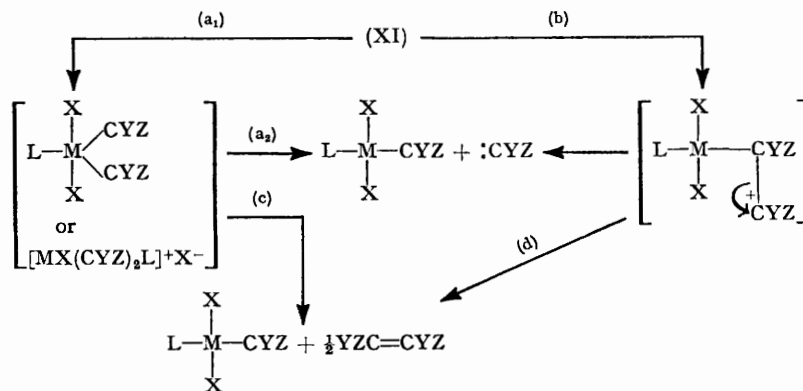 (a₁) (XI) (b)
X X
L—M CYZ (a₂) L—M—CYZ + :CYZ L—M—CYZ
CYZ
X X X
X
+
CYZ
or (c)
[MX(CYZ)₂L]⁺X⁻ (d)
X
L—M—CYZ + ½YZC=CYZ
X